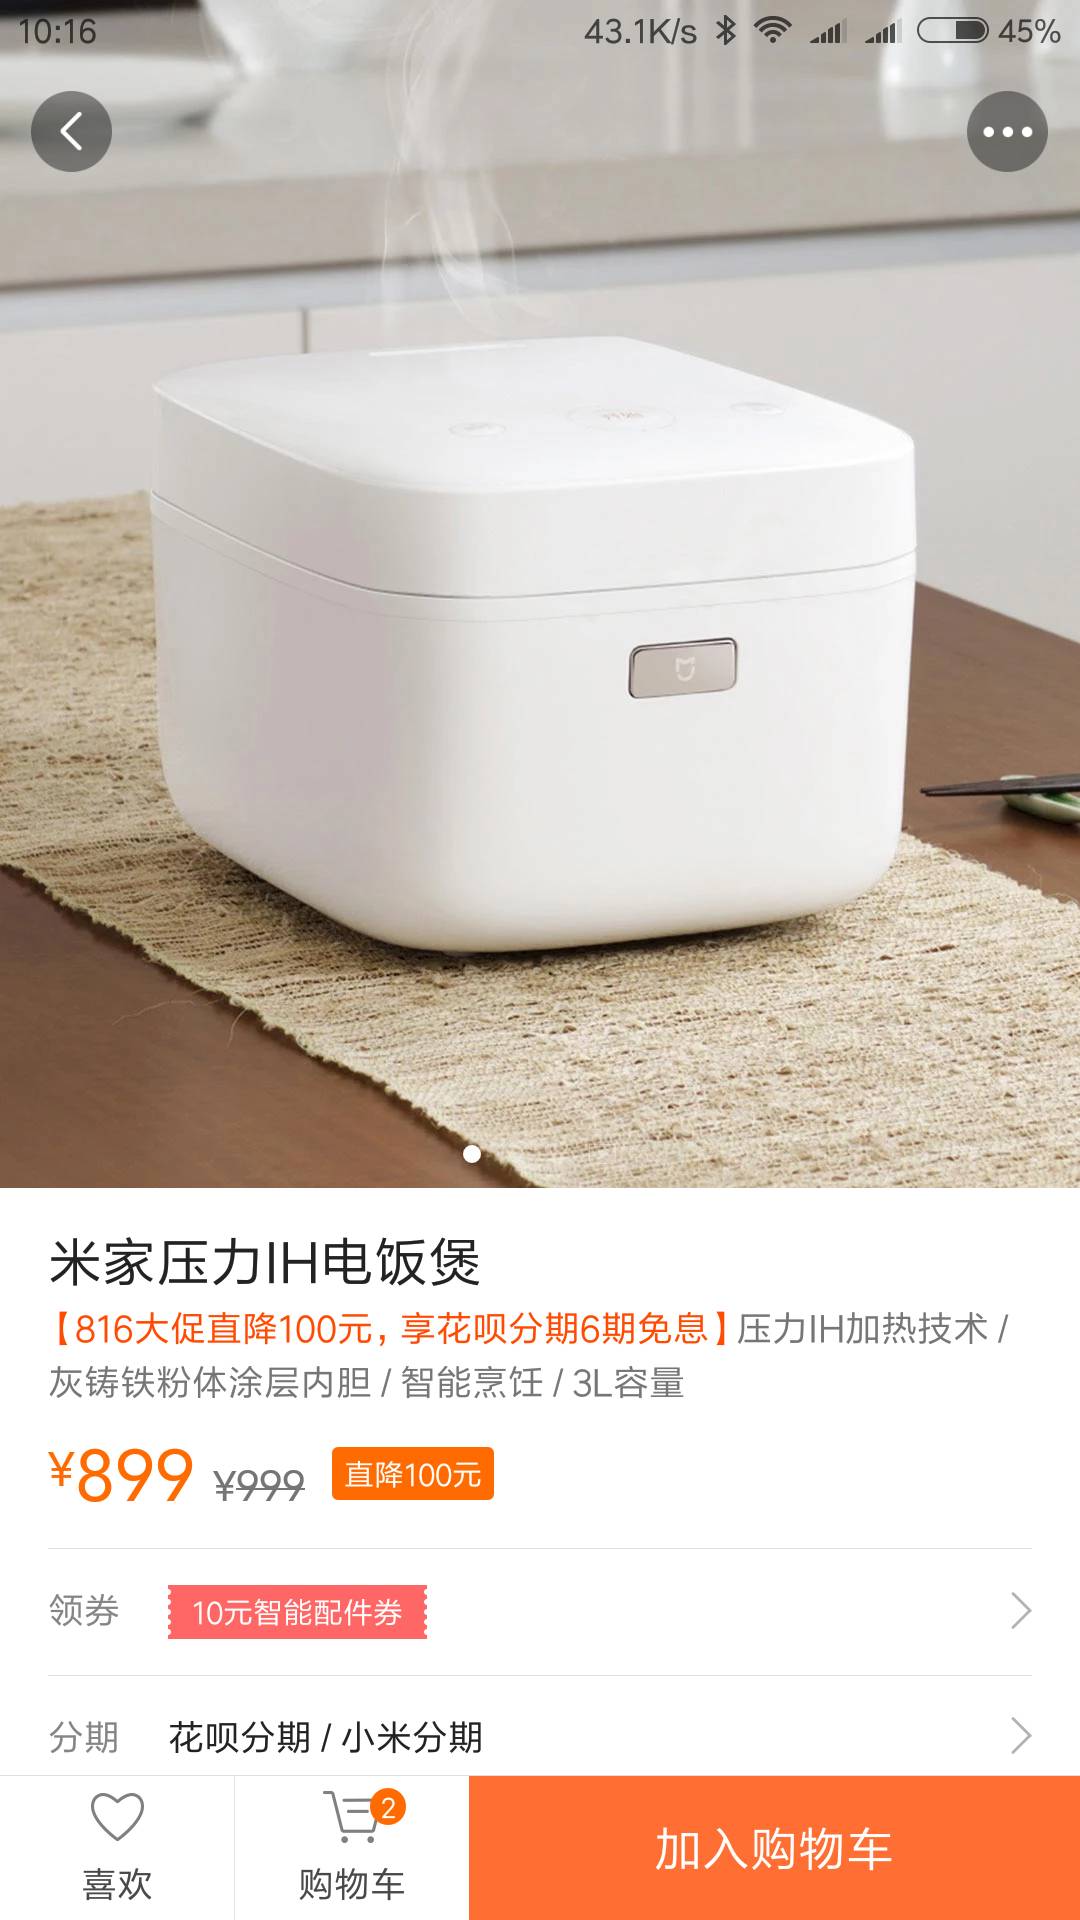 10:16 43.1K/s 45%
米家压力IH电饭煲
【816大促直降100元，享花呗分期6期免息】压力IH加热技术 /
灰铸铁粉体涂层内胆 / 智能烹饪 / 3L容量
¥899 ¥999 直降100元
领券 10元智能配件券
分期 花呗分期 / 小米分期
2
喜欢 购物车 加入购物车